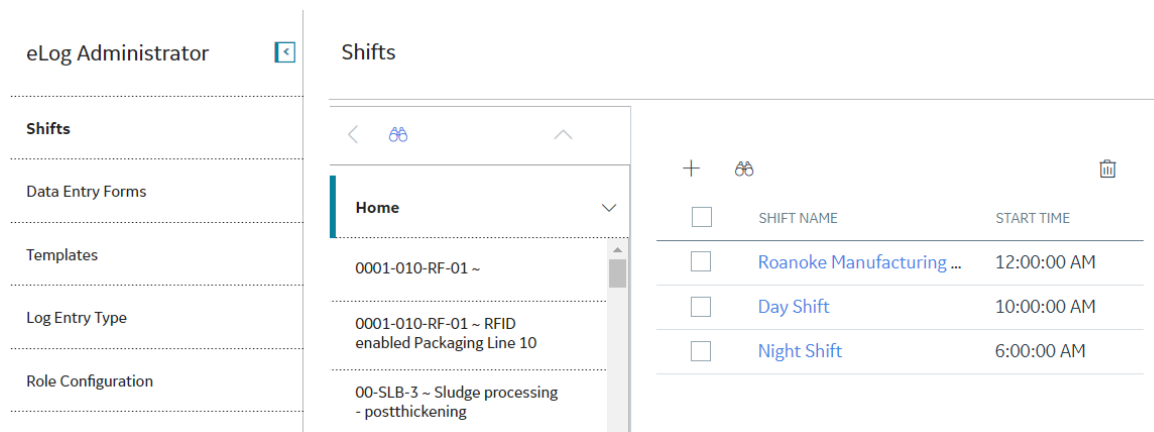 eLog Administrator
Shifts
Data Entry Forms
Templates
Log Entry Type
Role Configuration
Shifts
Home
0001-010-RF-01 ~
0001-010-RF-01 ~ RFID
enabled Packaging Line 10
00-SLB-3 ~ Sludge processing
- postthickening
SHIFT NAME START TIME
Roanoke Manufacturing ... 12:00:00 AM
Day Shift 10:00:00 AM
Night Shift 6:00:00 AM